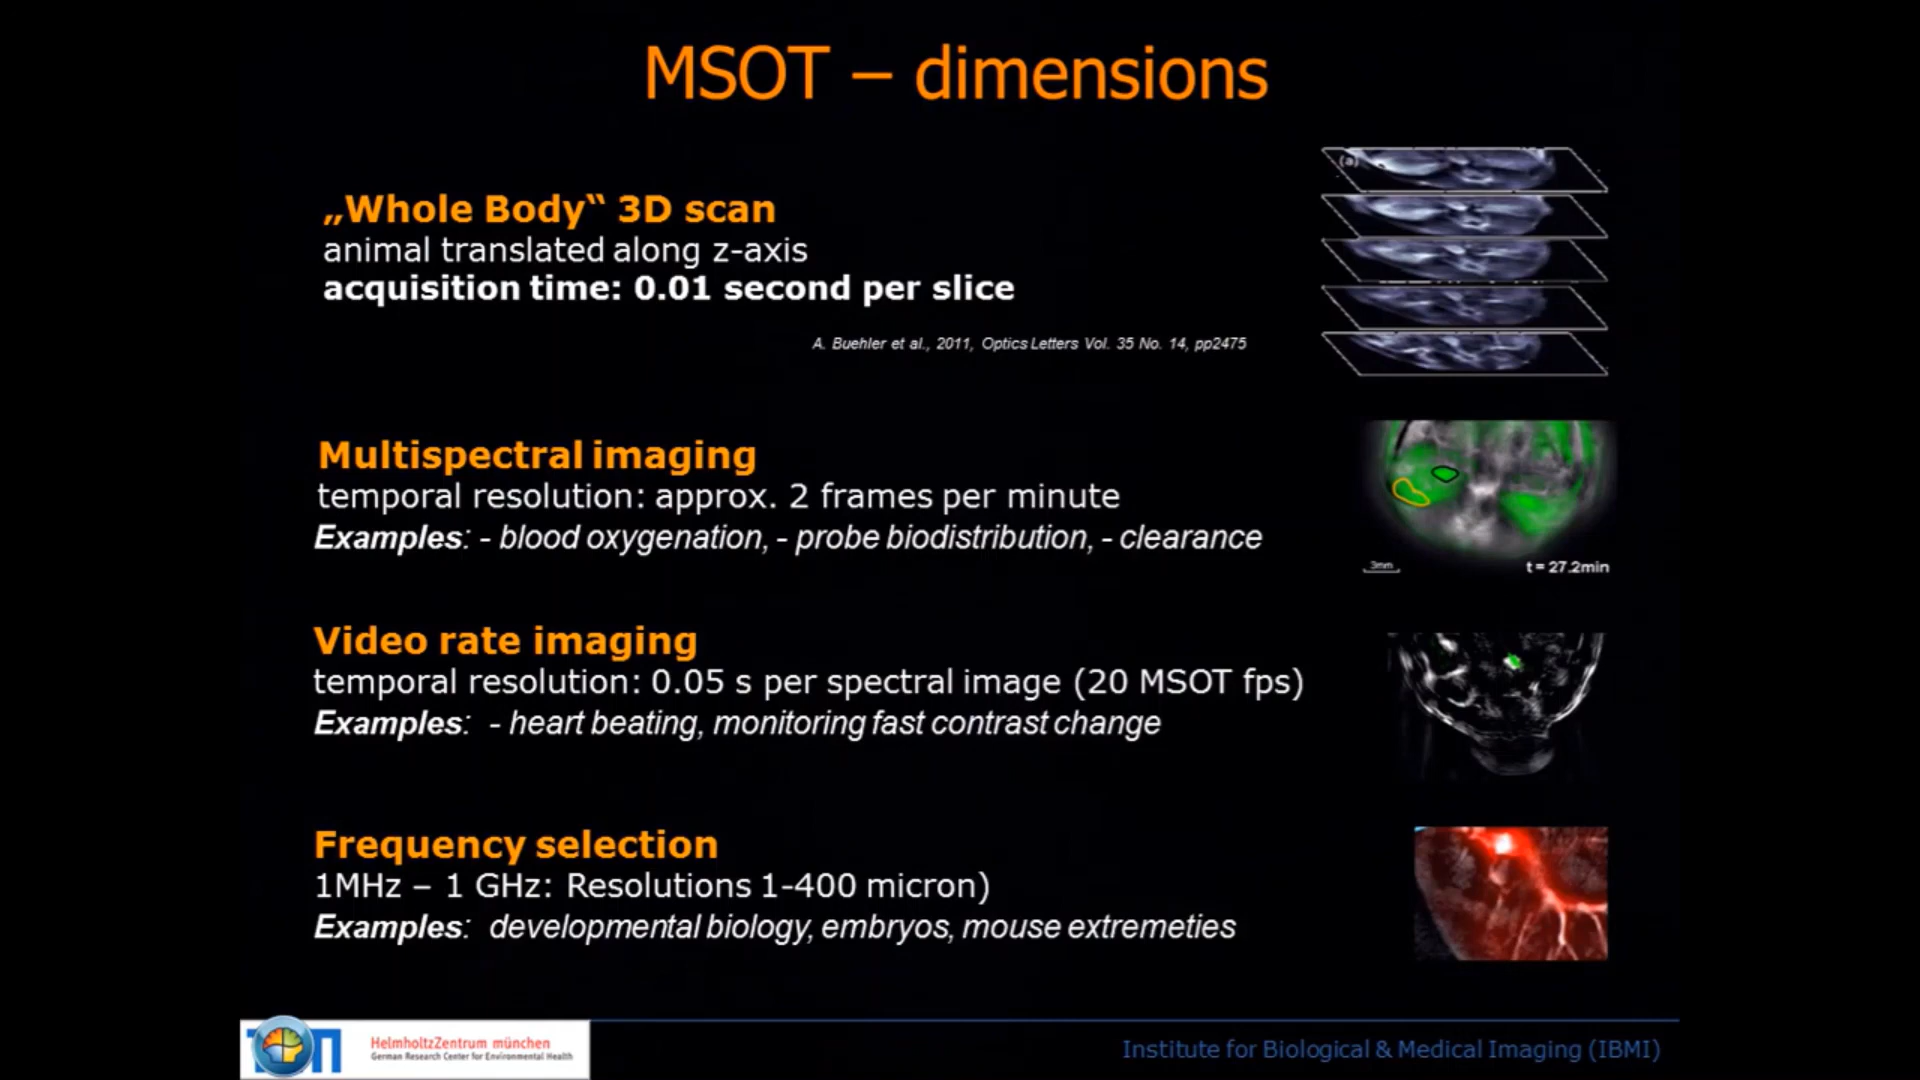 MSOT – dimensions
(a)
„Whole Body“ 3D scan
animal translated along z-axis
acquisition time: 0.01 second per slice
A. Buehler et al., 2011, Optics Letters Vol. 35 No. 14, pp2475
Multispectral imaging
temporal resolution: approx. 2 frames per minute
Examples: - blood oxygenation, - probe biodistribution, - clearance
3mm
t = 27.2min
Video rate imaging
temporal resolution: 0.05 s per spectral image (20 MSOT fps)
Examples: - heart beating, monitoring fast contrast change
Frequency selection
1MHz – 1 GHz: Resolutions 1-400 micron)
Examples: developmental biology, embryos, mouse extremeties
HelmholtzZentrum münchen
German Research Center for Environmental Health
Institute for Biological & Medical Imaging (IBMI)